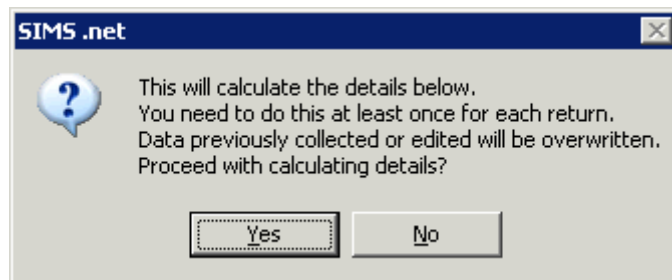 SIMS .net
This will calculate the details below.
You need to do this at least once for each return.
Data previously collected or edited will be overwritten.
Proceed with calculating details?
Yes No